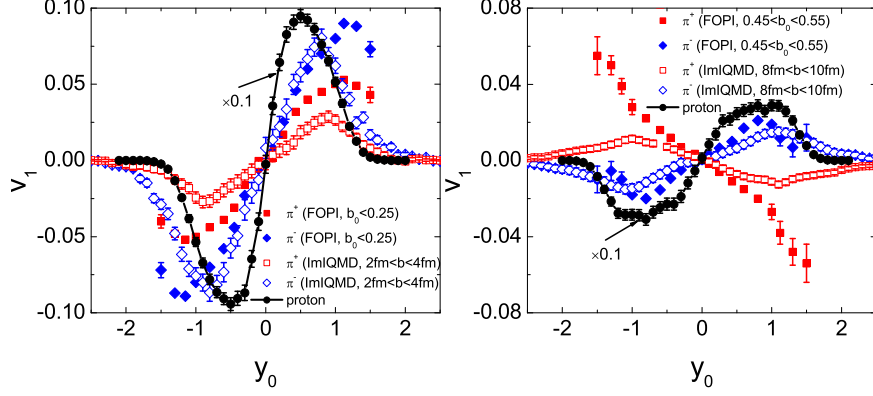 0.10
0.05
0.00
-0.05
-0.10
v₁
×0.1
π⁺ (FOPI, b₀<0.25)
π⁻ (FOPI, b₀<0.25)
π⁺ (ImIQMD, 2fm<b<4fm)
π⁻ (ImIQMD, 2fm<b<4fm)
proton
-2 -1 0 1 2
y₀
0.08
0.04
0.00
-0.04
-0.08
π⁺ (FOPI, 0.45<b₀<0.55)
π⁻ (FOPI, 0.45<b₀<0.55)
π⁺ (ImIQMD, 8fm<b<10fm)
π⁻ (ImIQMD, 8fm<b<10fm)
proton
×0.1
-2 -1 0 1 2
y₀